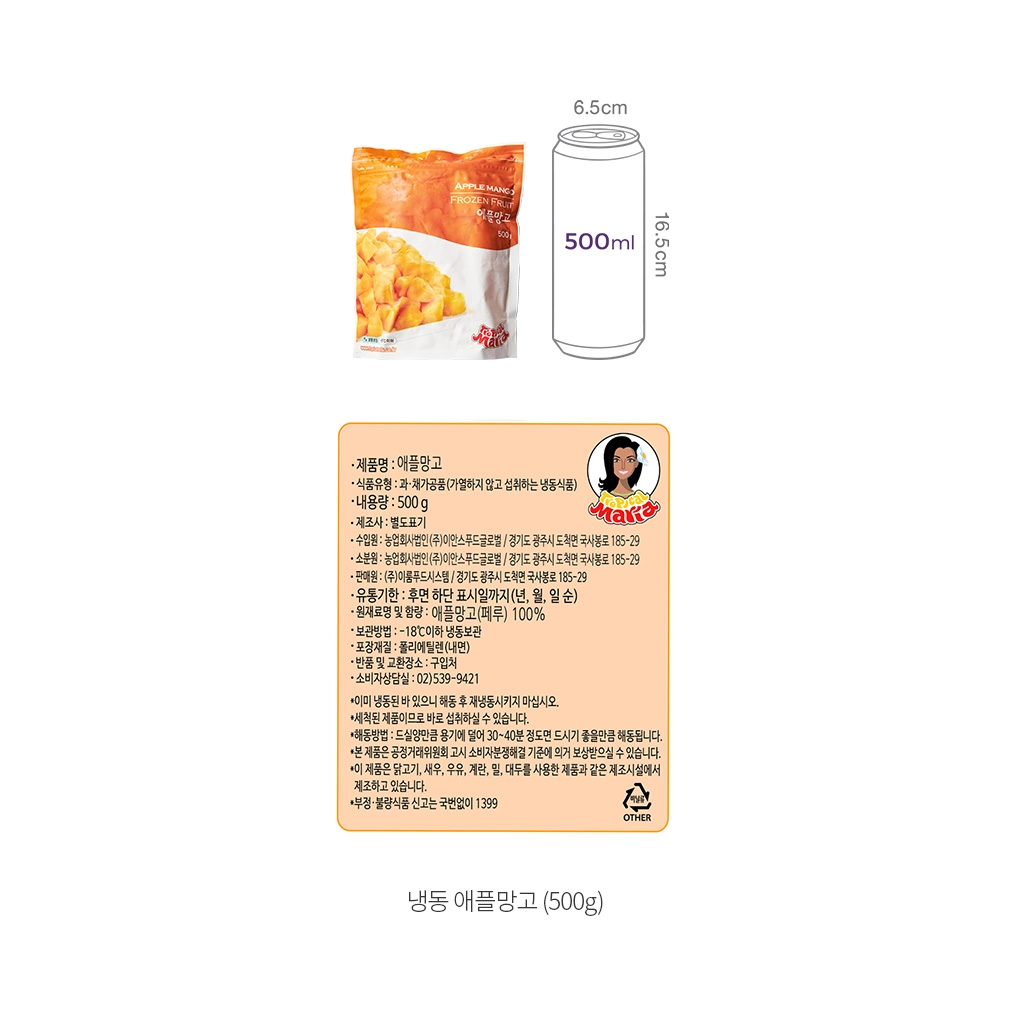 6.5cm
APPLE MANGO
FROZEN FRUIT
애플망고
500g
Tropical
Maria
500ml
16.5cm
·제품명 : 애플망고
·식품유형 : 과·채가공품(가열하지 않고 섭취하는 냉동식품)
·내용량 : 500 g
·제조사 : 별도표기
·수입원 : 농업회사법인(주)이안스푸드글로벌 / 경기도 광주시 도척면 국사봉로 185-29
·소분원 : 농업회사법인(주)이안스푸드글로벌 / 경기도 광주시 도척면 국사봉로 185-29
·판매원 : (주)이룸푸드시스템 / 경기도 광주시 도척면 국사봉로 185-29
·유통기한 : 후면 하단 표시일까지(년, 월, 일 순)
·원재료명 및 함량 : 애플망고(페루) 100%
·보관방법 : -18℃이하 냉동보관
·포장재질 : 폴리에틸렌(내면)
·반품 및 교환장소 : 구입처
·소비자상담실 : 02)539-9421
Tropical
Maria
*이미 냉동된 바 있으니 해동 후 재냉동시키지 마십시오.
*세척된 제품이므로 바로 섭취하실 수 있습니다.
*해동방법 : 드실양만큼 용기에 덜어 30~40분 정도면 드시기 좋을만큼 해동됩니다.
*본 제품은 공정거래위원회 고시 소비자분쟁해결 기준에 의거 보상받으실 수 있습니다.
*이 제품은 닭고기, 새우, 우유, 계란, 밀, 대두를 사용한 제품과 같은 제조시설에서
제조하고 있습니다.
*부정·불량식품 신고는 국번없이 1399
비닐류
OTHER
냉동 애플망고 (500g)